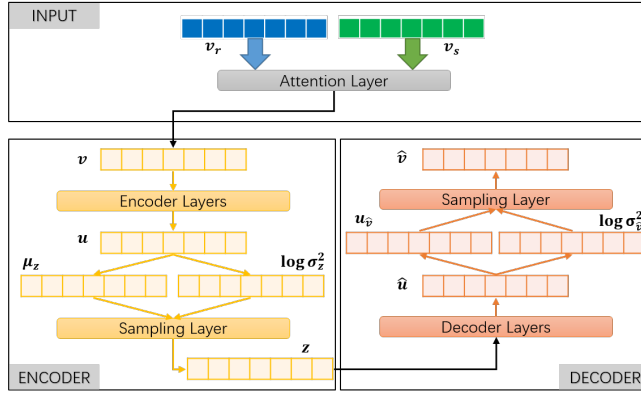 INPUT
v_r
v_s
Attention Layer
v
Encoder Layers
u
μ_z
log σ_z^2
Sampling Layer
z
ENCODER
v̂
Sampling Layer
u_v̂
log σ_v̂^2
û
Decoder Layers
DECODER